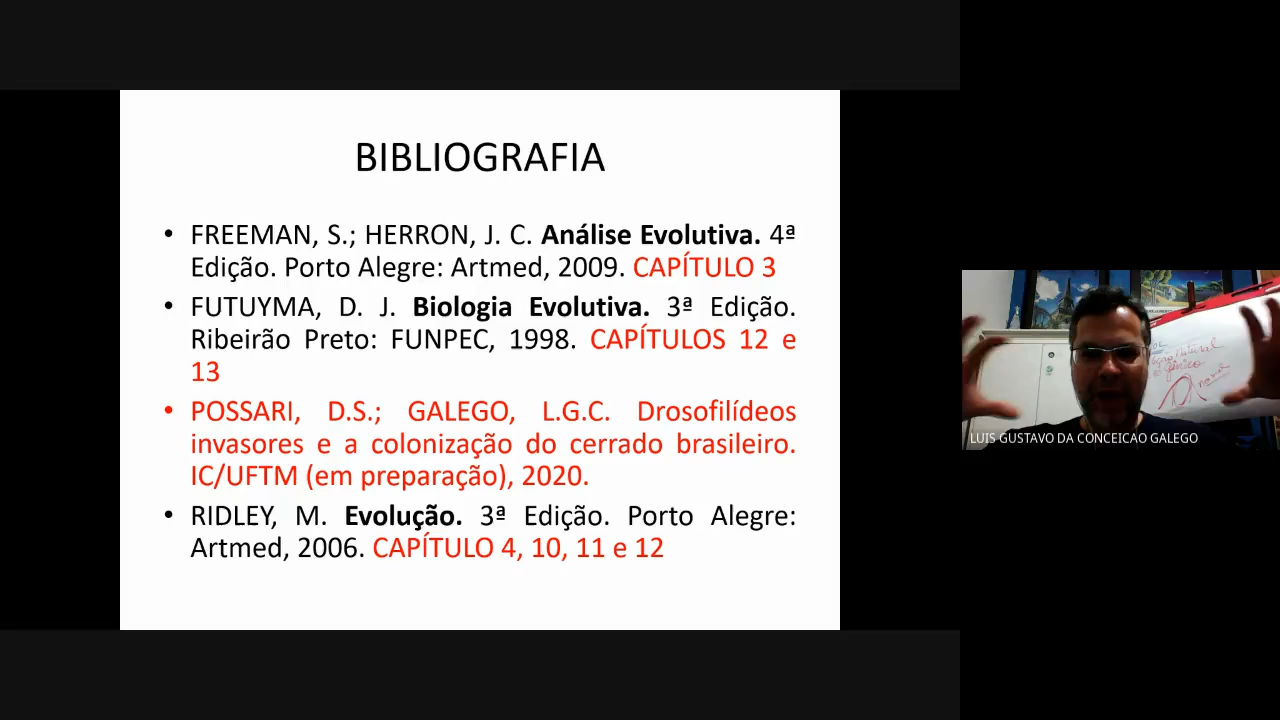 BIBLIOGRAFIA
• FREEMAN, S.; HERRON, J. C. Análise Evolutiva. 4ª
Edição. Porto Alegre: Artmed, 2009. CAPÍTULO 3
• FUTUYMA, D. J. Biologia Evolutiva. 3ª Edição.
Ribeirão Preto: FUNPEC, 1998. CAPÍTULOS 12 e
13
• POSSARI, D.S.; GALEGO, L.G.C. Drosofilídeos
invasores e a colonização do cerrado brasileiro.
IC/UFTM (em preparação), 2020.
• RIDLEY, M. Evolução. 3ª Edição. Porto Alegre:
Artmed, 2006. CAPÍTULO 4, 10, 11 e 12
Natural
gênico
LUIS GUSTAVO DA CONCEICAO GALEGO